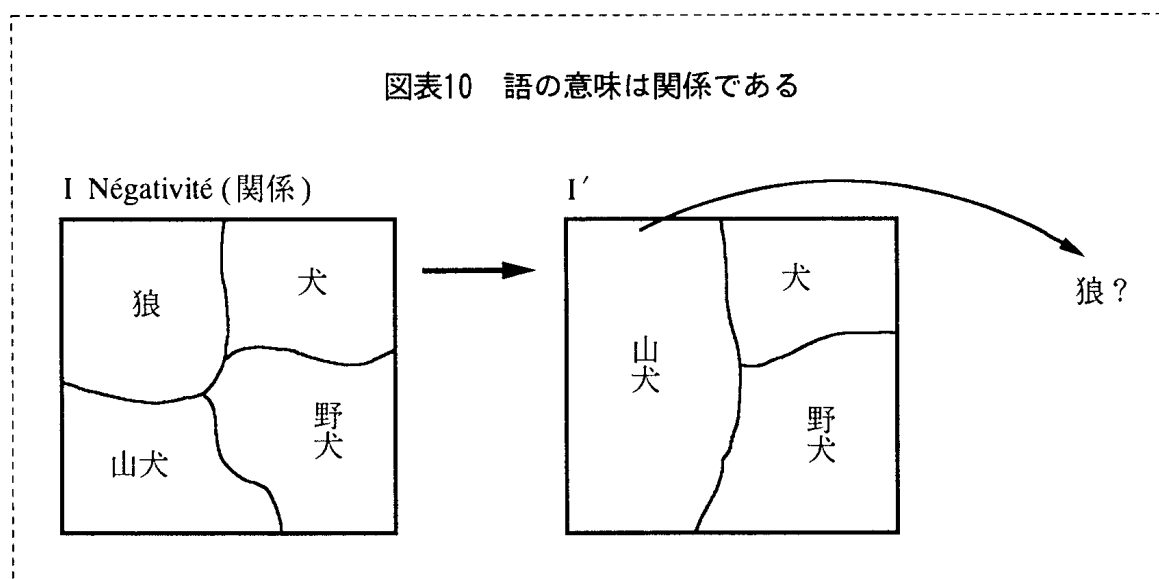 図表10　語の意味は関係である
I Négativité (関係)
狼
犬
山犬
野犬
I′
山犬
犬
野犬
狼？